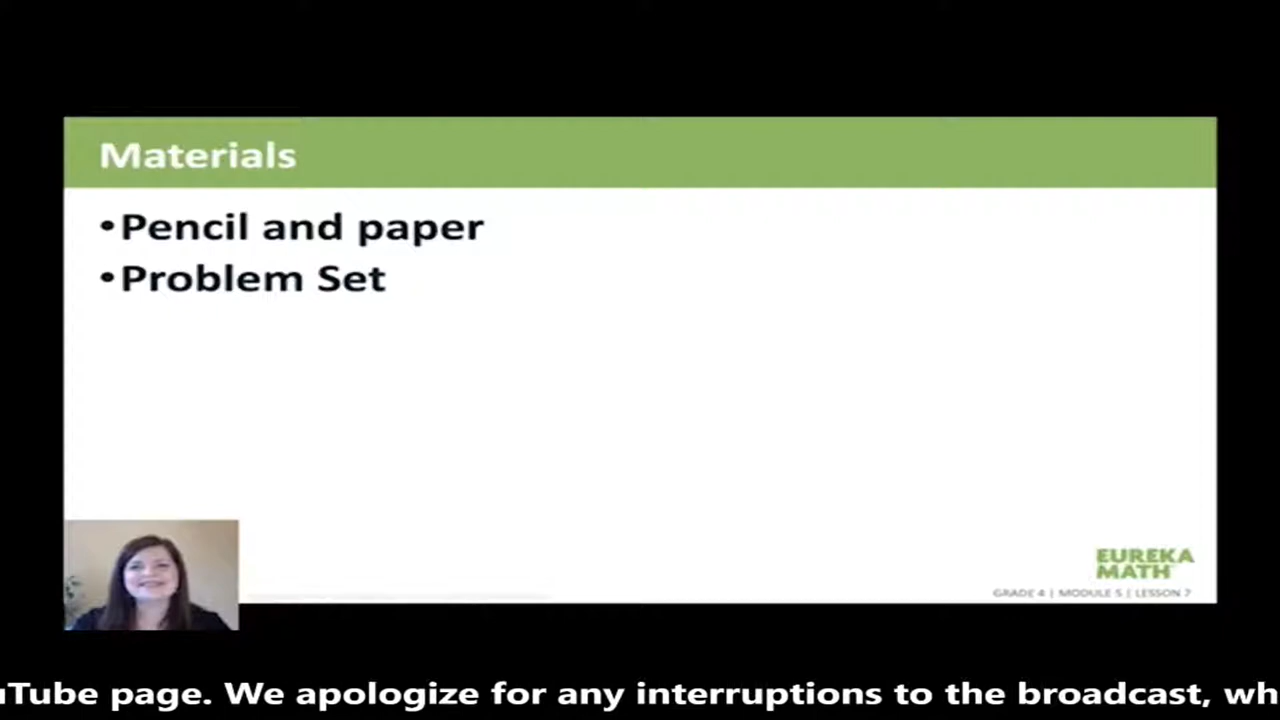 Materials
•Pencil and paper
•Problem Set
EUREKA
MATH
GRADE 4 | MODULE 5 | LESSON 7
uTube page. We apologize for any interruptions to the broadcast, wh